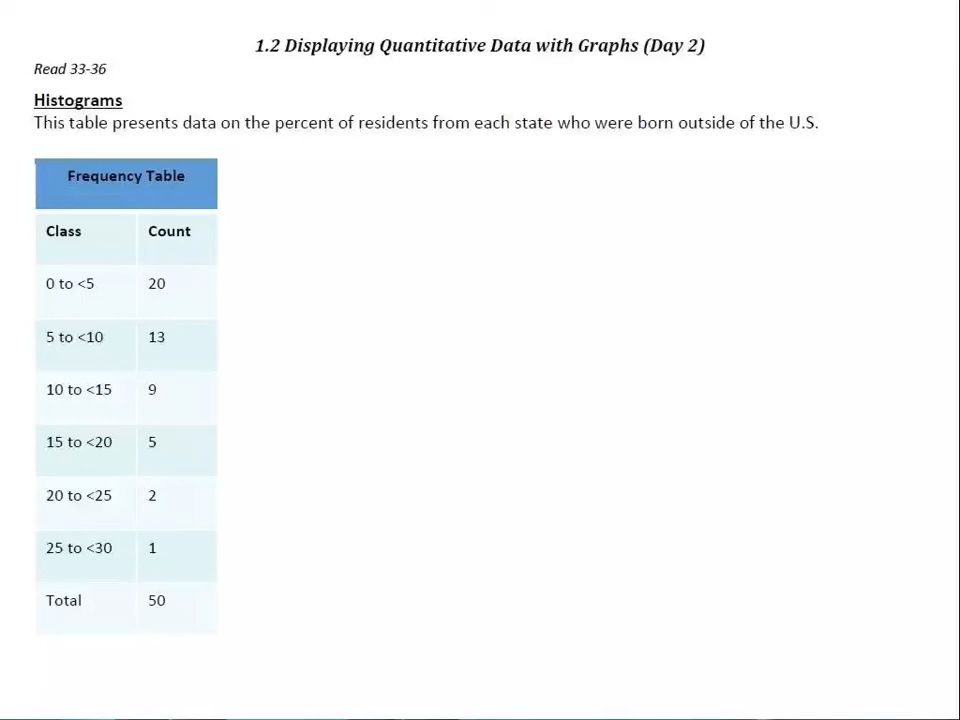 1.2 Displaying Quantitative Data with Graphs (Day 2)
Read 33-36
Histograms
This table presents data on the percent of residents from each state who were born outside of the U.S.
Frequency Table
Class Count
0 to <5 20
5 to <10 13
10 to <15 9
15 to <20 5
20 to <25 2
25 to <30 1
Total 50